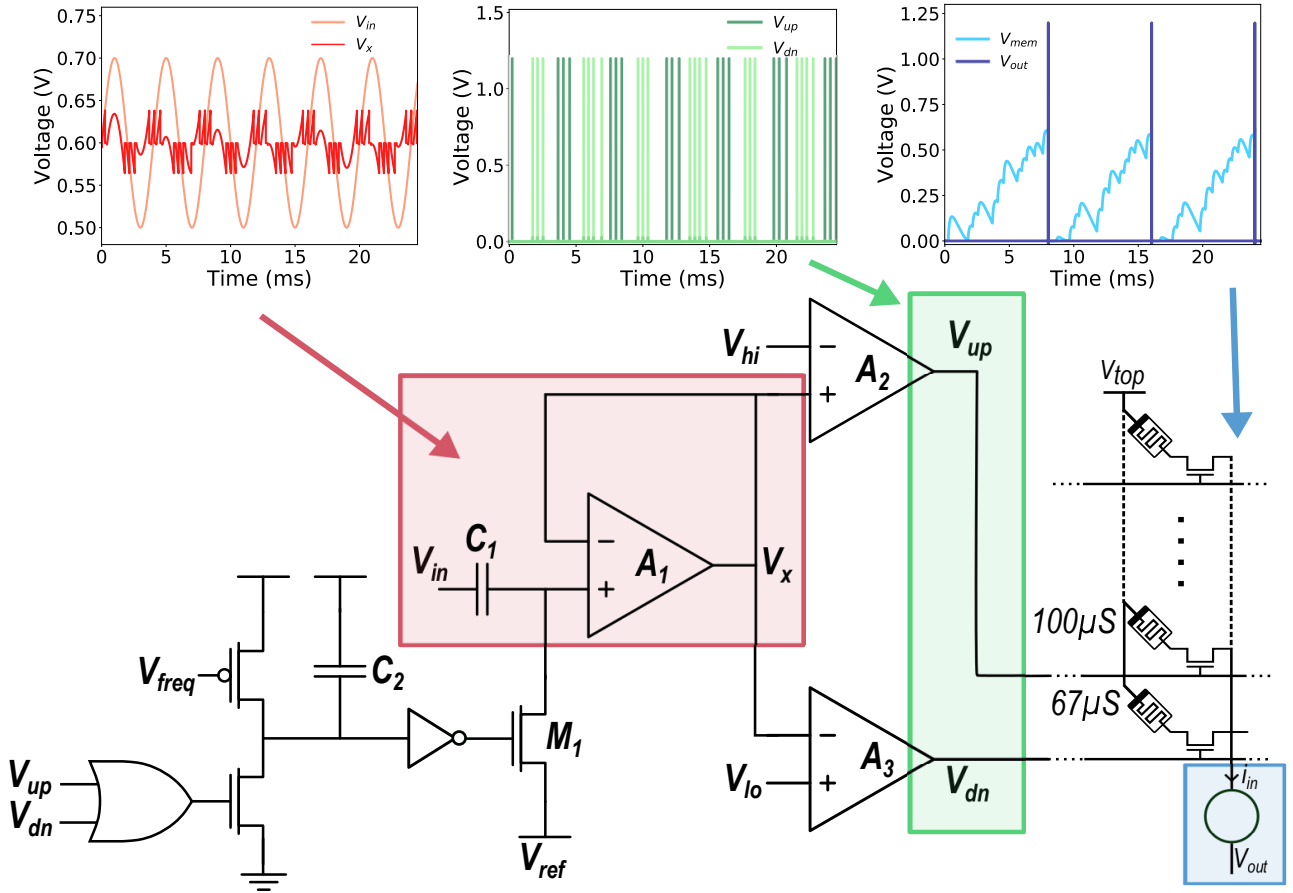 V_in
V_x
0.70
0.65
0.60
0.55
0.50
Voltage (V)
0 5 10 15 20
Time (ms)
V_up
V_dn
1.5
1.0
0.5
0.0
Voltage (V)
0 5 10 15 20
Time (ms)
V_mem
V_out
1.25
1.00
0.75
0.50
0.25
0.00
Voltage (V)
0 10 20
Time (ms)
V_hi
A_2
V_up
V_top
V_in
C_1
A_1
V_x
100µS
V_freq
C_2
67µS
M_1
V_up
V_dn
V_lo
A_3
V_dn
i_in
V_ref
V_out